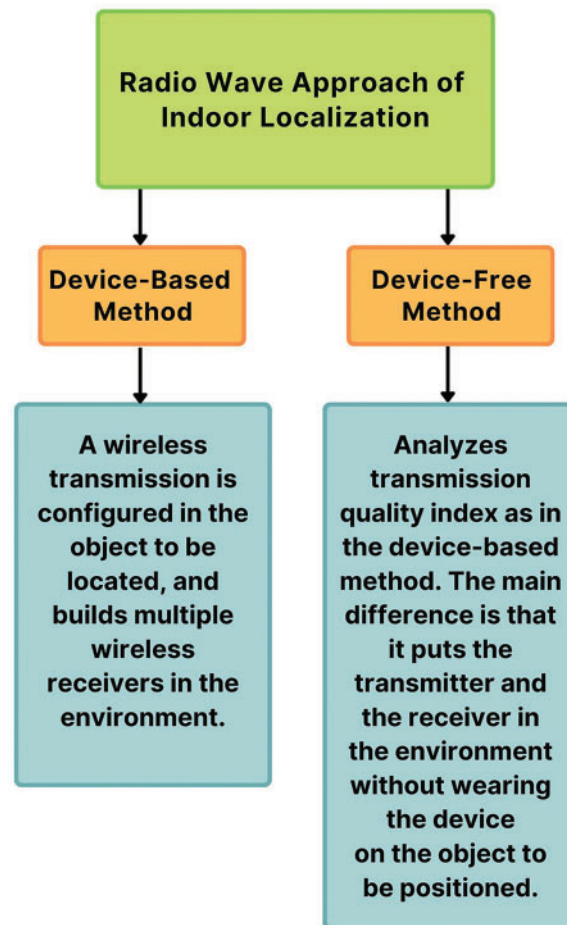 Radio Wave Approach of
Indoor Localization
Device-Based
Method
Device-Free
Method
A wireless
transmission is
configured in the
object to be
located, and
builds multiple
wireless
receivers in the
environment.
Analyzes
transmission
quality index as in
the device-based
method. The main
difference is that
it puts the
transmitter and
the receiver in
the environment
without wearing
the device
on the object to
be positioned.